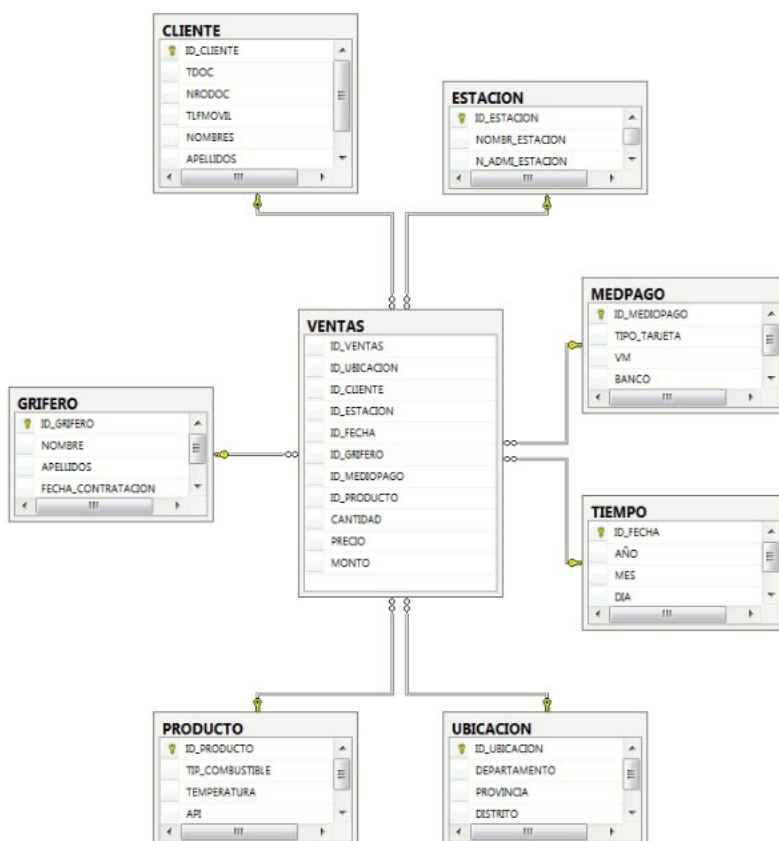 CLIENTE
ID_CLIENTE
TDOC
NRODOC
TLFMOVIL
NOMBRES
APELLIDOS
ESTACION
ID_ESTACION
NOMBR_ESTACION
N_ADMI_ESTACION
MEDPAGO
ID_MEDIOPAGO
TIPO_TARJETA
VM
BANCO
VENTAS
ID_VENTAS
ID_UBICACION
ID_CLIENTE
ID_ESTACION
ID_FECHA
ID_GRIFERO
ID_MEDIOPAGO
ID_PRODUCTO
CANTIDAD
PRECIO
MONTO
GRIFERO
ID_GRIFERO
NOMBRE
APELLIDOS
FECHA_CONTRATACION
TIEMPO
ID_FECHA
AÑO
MES
DIA
PRODUCTO
ID_PRODUCTO
TIP_COMBUSTIBLE
TEMPERATURA
API
UBICACION
ID_UBICACION
DEPARTAMENTO
PROVINCIA
DISTRITO